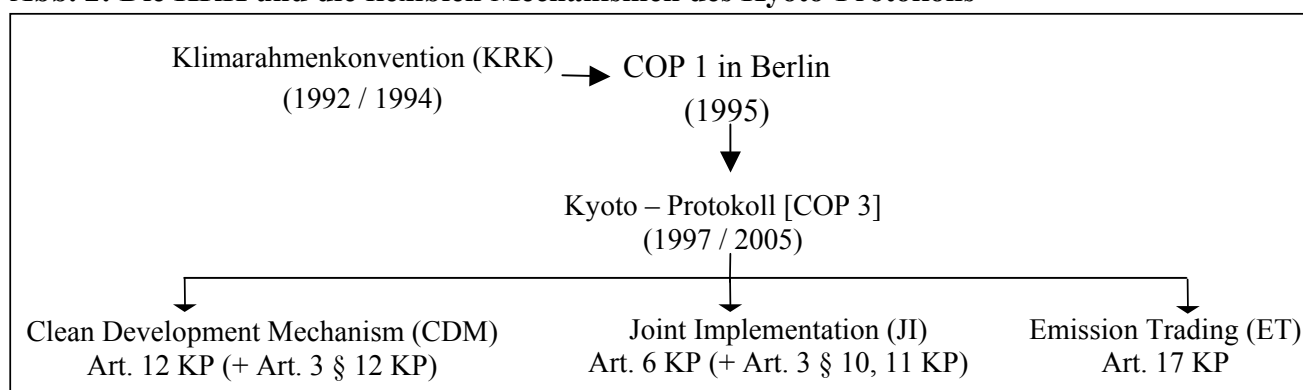 Klimarahmenkonvention (KRK)
(1992 / 1994)
COP 1 in Berlin
(1995)
Kyoto – Protokoll [COP 3]
(1997 / 2005)
Clean Development Mechanism (CDM)
Art. 12 KP (+ Art. 3 § 12 KP)
Joint Implementation (JI)
Art. 6 KP (+ Art. 3 § 10, 11 KP)
Emission Trading (ET)
Art. 17 KP